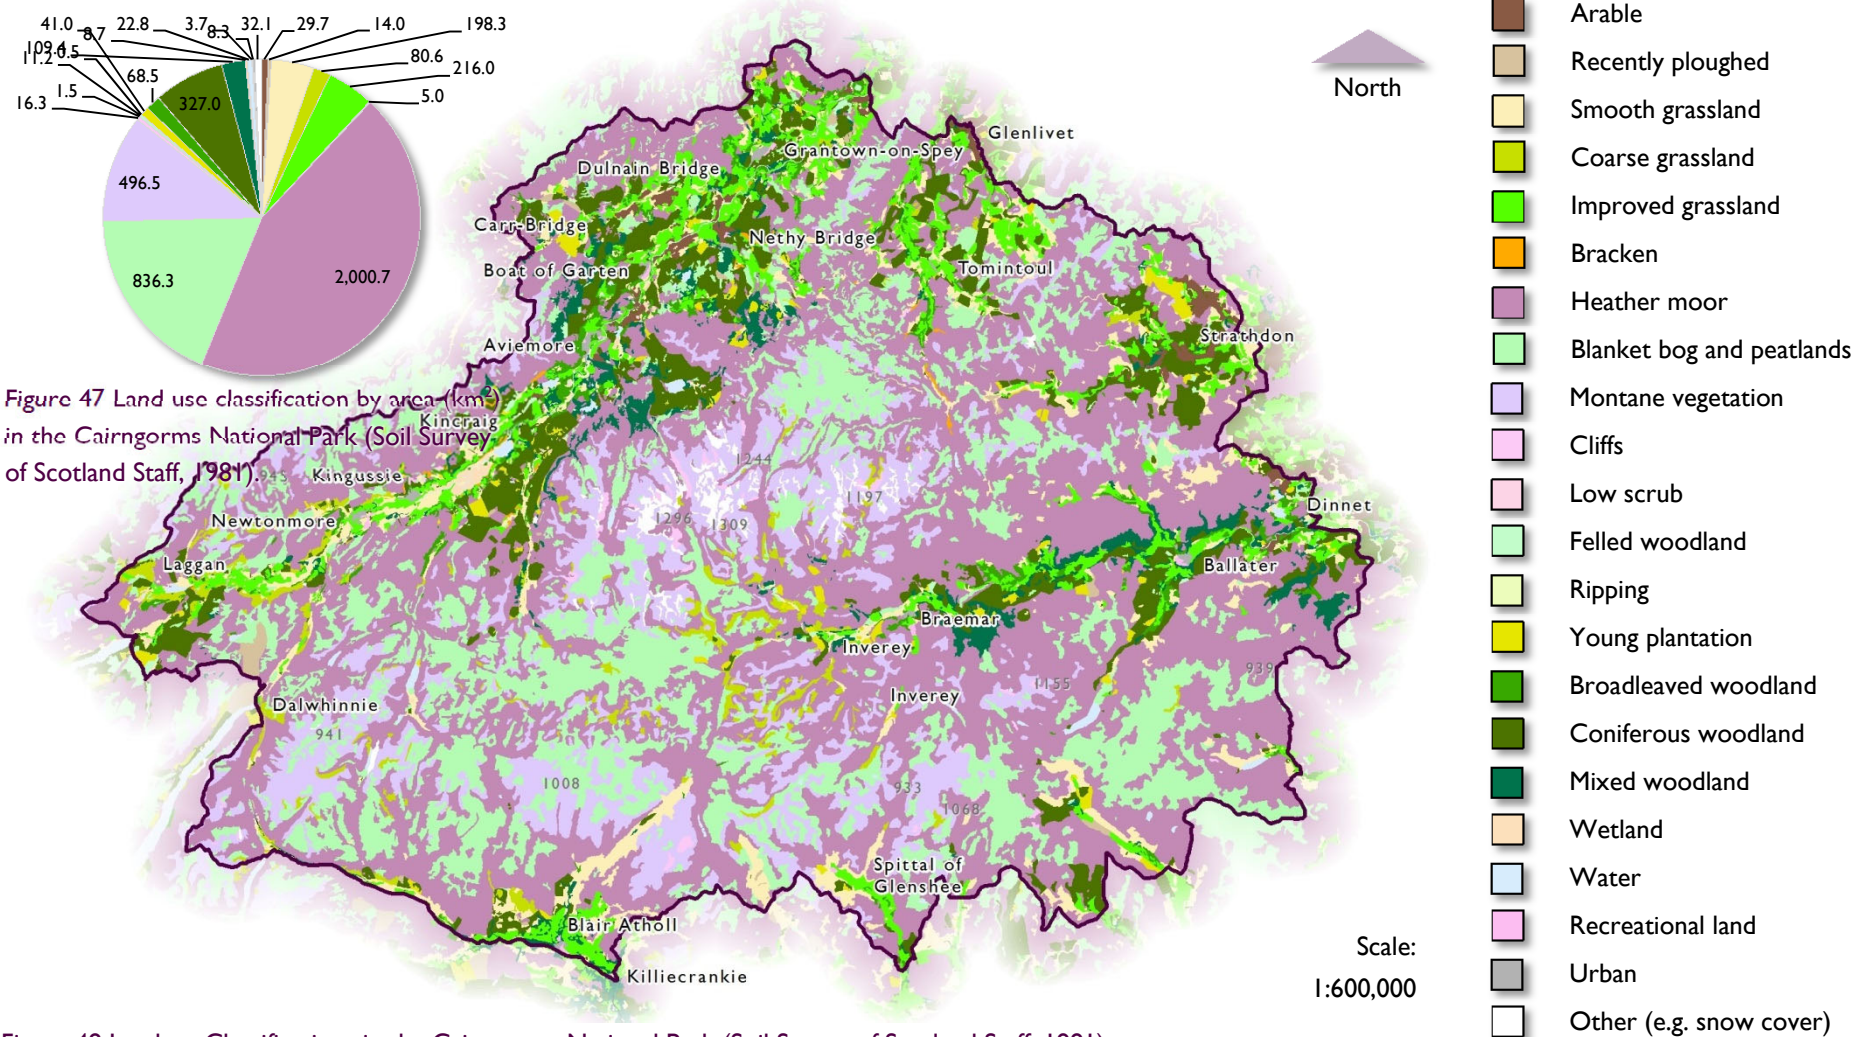 41.0
8.7
22.8
3.7
8.3
32.1
29.7
14.0
198.3
109.4
0.5
11.2
80.6
216.0
5.0
68.5
1.5
16.3
327.0
496.5
836.3
2,000.7
Figure 47 Land use classification by area (km²)
in the Cairngorms National Park (Soil Survey
of Scotland Staff, 1981).
North
Glenlivet
Grantown-on-Spey
Dulnain Bridge
Carr-Bridge
Nethy Bridge
Boat of Garten
Tomintoul
Strathdon
Aviemore
Kincraig
1244
945
Kingussie
1197
Dinnet
Newtonmore
1296
1309
Laggan
Ballater
Braemar
Inverey
939
1155
Inverey
Dalwhinnie
941
1008
933
1068
Spittal of
Glenshee
Blair Atholl
Killiecrankie
Scale:
1:600,000
Arable
Recently ploughed
Smooth grassland
Coarse grassland
Improved grassland
Bracken
Heather moor
Blanket bog and peatlands
Montane vegetation
Cliffs
Low scrub
Felled woodland
Ripping
Young plantation
Broadleaved woodland
Coniferous woodland
Mixed woodland
Wetland
Water
Recreational land
Urban
Other (e.g. snow cover)